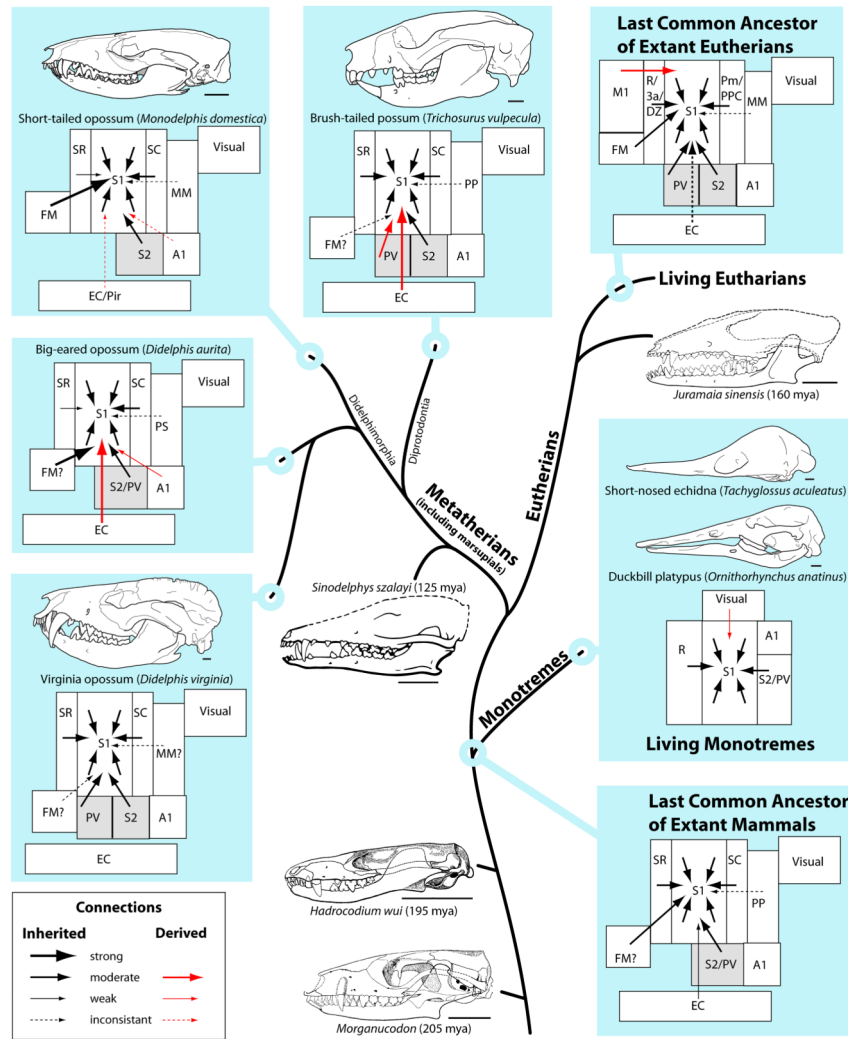 Short-tailed opossum (Monodelphis domestica)
SR
SC
Visual
S1
MM
FM
S2
A1
EC/Pir
Brush-tailed possum (Trichosurus vulpecula)
SR
SC
Visual
S1
PP
FM?
PV
S2
A1
EC
Last Common Ancestor
of Extant Eutherians
M1
R/
3a/
DZ
Pm/
PPC
Visual
S1
MM
FM
PV
S2
A1
EC
Living Eutharians
Juramaia sinensis (160 mya)
Big-eared opossum (Didelphis aurita)
SR
SC
Visual
S1
PS
FM?
S2/PV
A1
EC
Didelphimorphia
Diprotodontia
Metatherians
(including marsupials)
Eutherians
Short-nosed echidna (Tachyglossus aculeatus)
Duckbill platypus (Ornithorhynchus anatinus)
Visual
R
A1
S1
S2/PV
Living Monotremes
Sinodelphys szalayi (125 mya)
Monotremes
Virginia opossum (Didelphis virginia)
SR
SC
Visual
S1
MM?
FM?
PV
S2
A1
EC
Last Common Ancestor
of Extant Mammals
SR
SC
Visual
S1
PP
FM?
S2/PV
A1
EC
Hadrocodium wui (195 mya)
Morganucodon (205 mya)
Connections
Inherited Derived
strong
moderate
weak
inconsistant